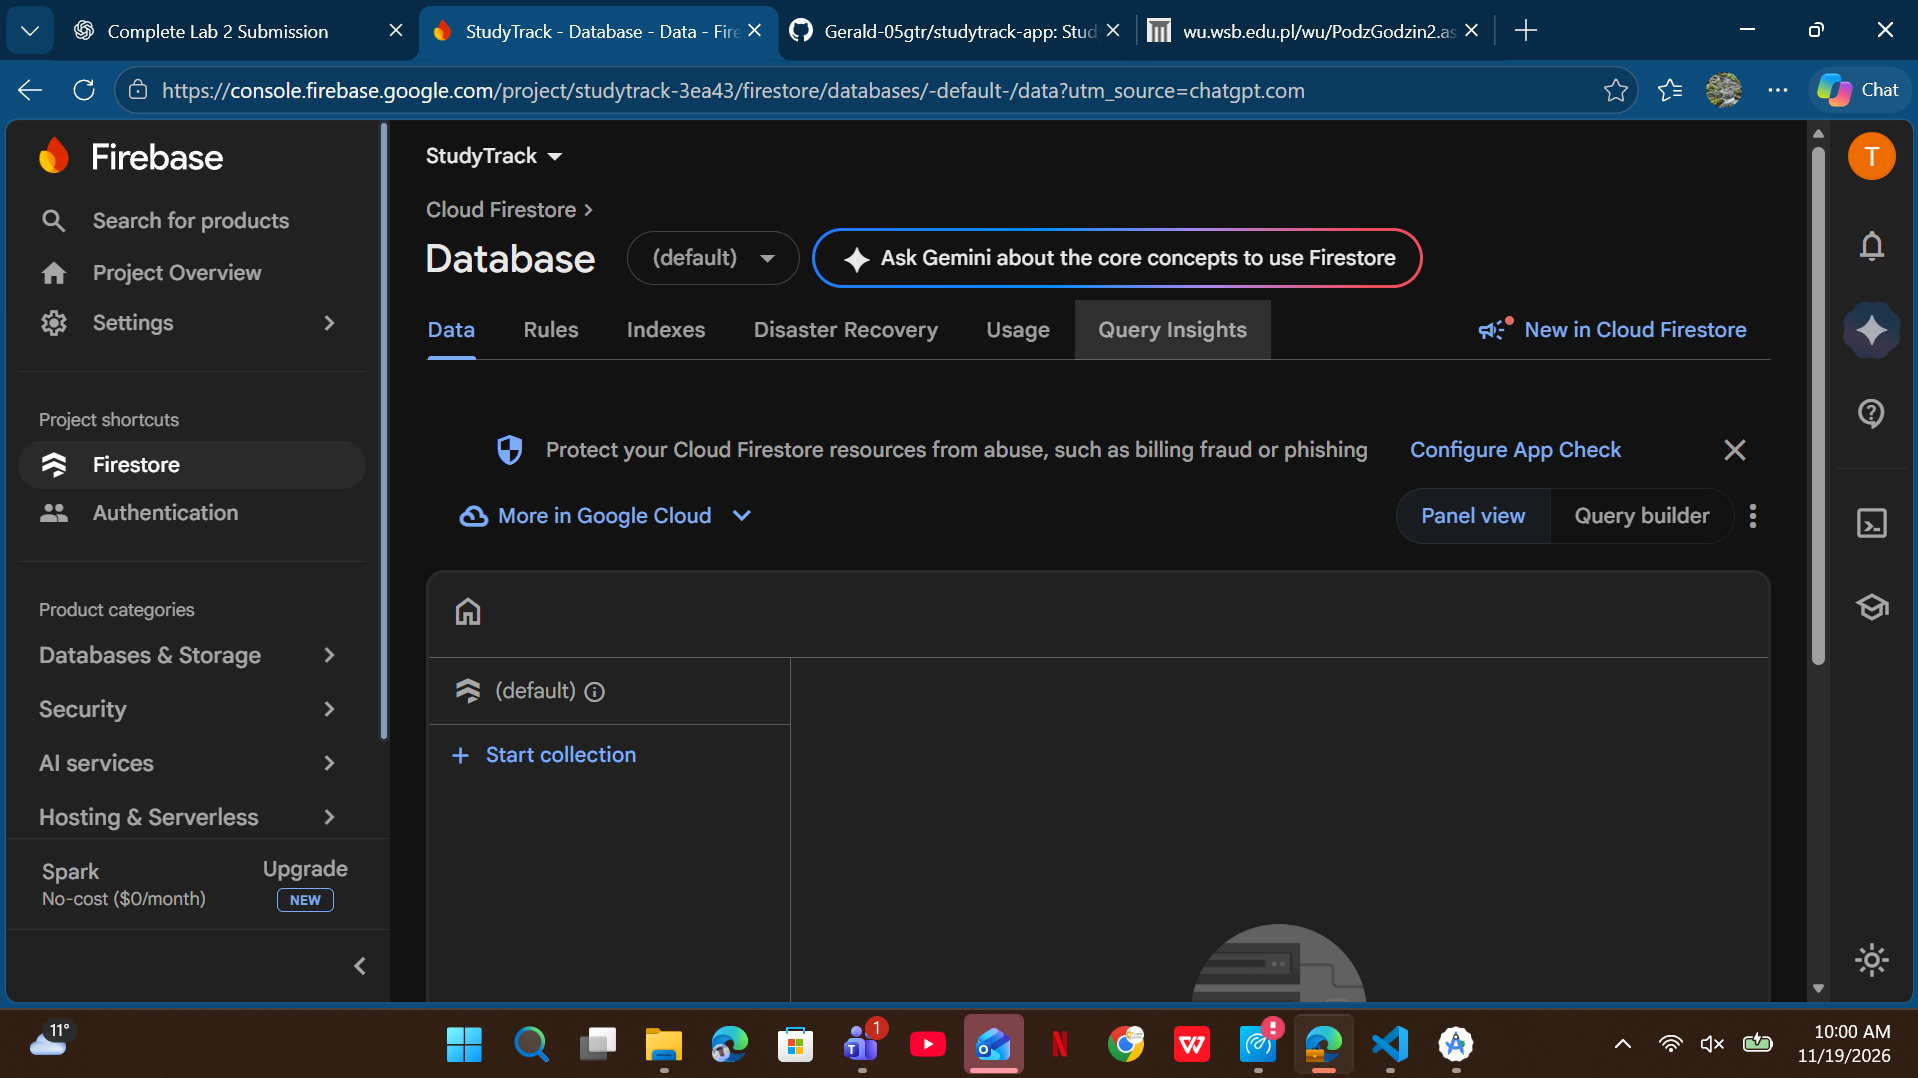 Complete Lab 2 Submission
StudyTrack - Database - Data - Fire
Gerald-05gtr/studytrack-app: Stud
wu.wsb.edu.pl/wu/PodzGodzin2.as
https://console.firebase.google.com/project/studytrack-3ea43/firestore/databases/-default-/data?utm_source=chatgpt.com
Chat
Firebase
Search for products
Project Overview
Settings
Project shortcuts
Firestore
Authentication
Product categories
Databases & Storage
Security
AI services
Hosting & Serverless
Spark
No-cost ($0/month)
Upgrade
NEW
StudyTrack
Cloud Firestore
Database
(default)
Ask Gemini about the core concepts to use Firestore
Data
Rules
Indexes
Disaster Recovery
Usage
Query Insights
New in Cloud Firestore
Protect your Cloud Firestore resources from abuse, such as billing fraud or phishing
Configure App Check
More in Google Cloud
Panel view
Query builder
(default)
+ Start collection
T
11°
1
10:00 AM
11/19/2026